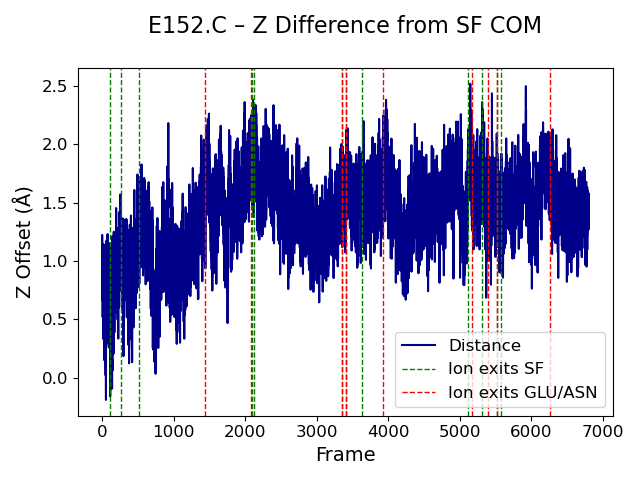 E152.C – Z Difference from SF COM
Z Offset (Å)
2.5
2.0
1.5
1.0
0.5
0.0
Distance
Ion exits SF
Ion exits GLU/ASN
0 1000 2000 3000 4000 5000 6000 7000
Frame